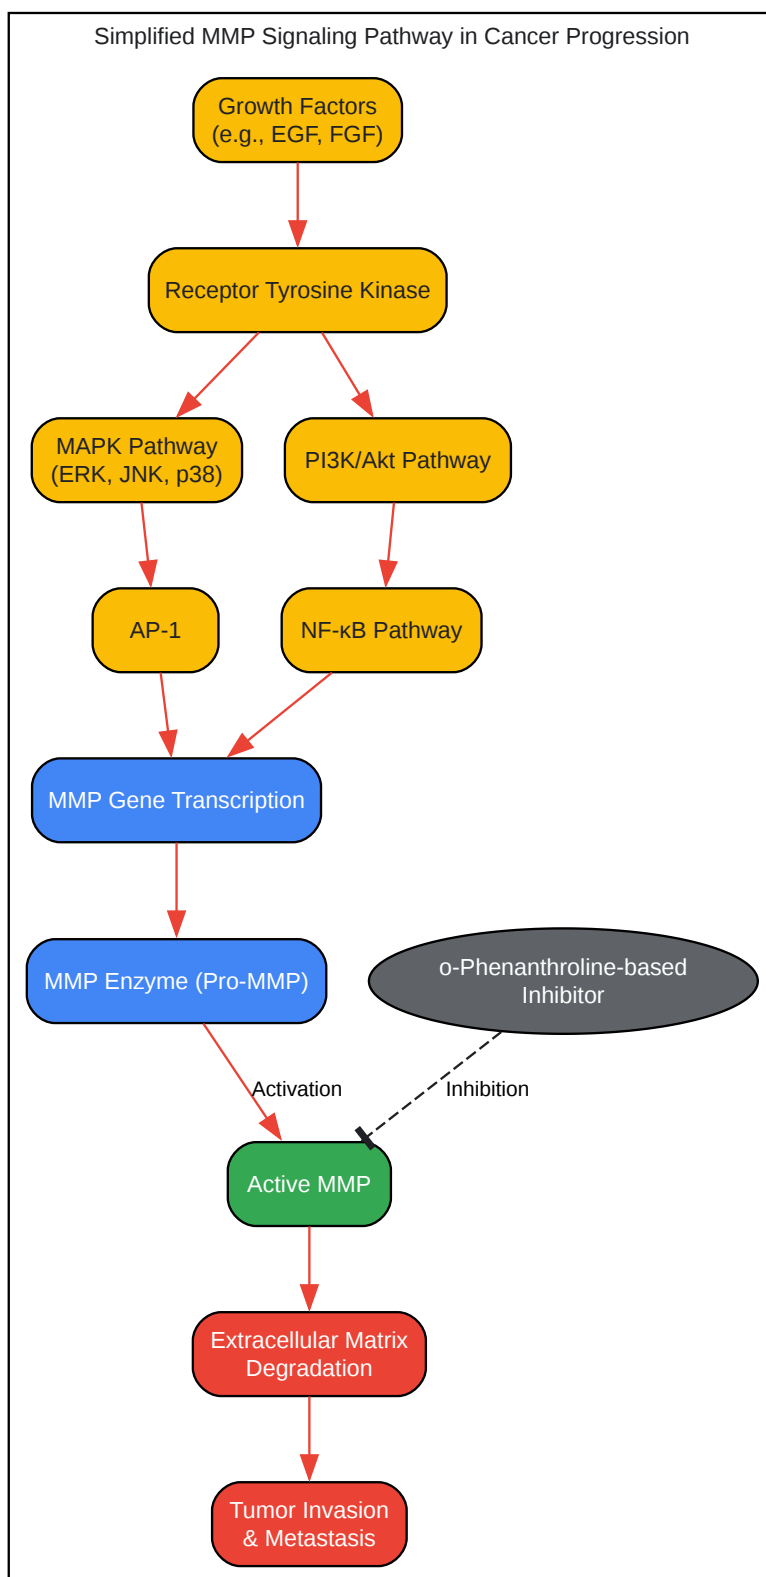 Simplified MMP Signaling Pathway in Cancer Progression
Growth Factors
(e.g., EGF, FGF)
Receptor Tyrosine Kinase
MAPK Pathway
(ERK, JNK, p38)
PI3K/Akt Pathway
AP-1
NF-κB Pathway
MMP Gene Transcription
MMP Enzyme (Pro-MMP)
o-Phenanthroline-based
Inhibitor
Activation
Inhibition
Active MMP
Extracellular Matrix
Degradation
Tumor Invasion
& Metastasis